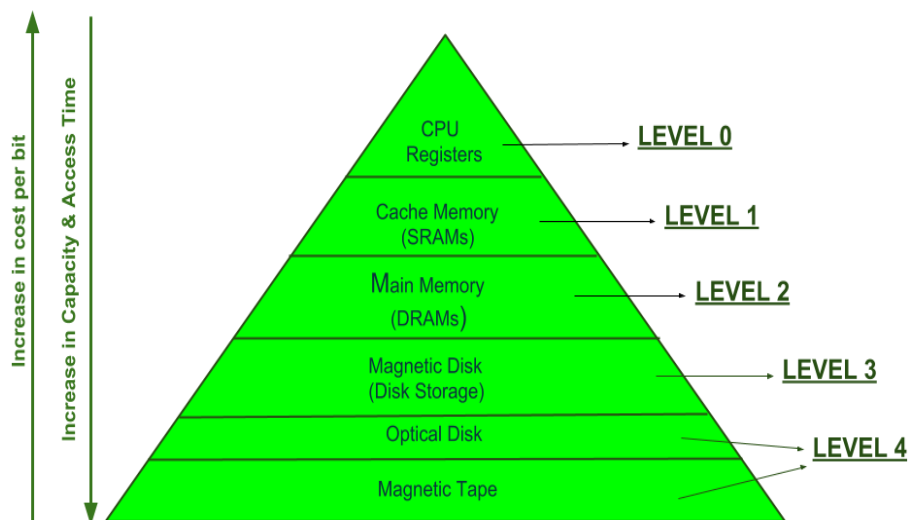 Increase in cost per bit
Increase in Capacity & Access Time
CPU
Registers
LEVEL 0
Cache Memory
(SRAMs)
LEVEL 1
Main Memory
(DRAMs)
LEVEL 2
Magnetic Disk
(Disk Storage)
LEVEL 3
Optical Disk
LEVEL 4
Magnetic Tape